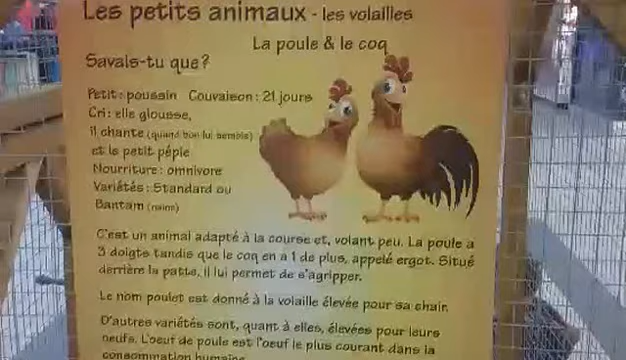 Les petits animaux - les volailles
La poule & le coq
Savais-tu que?
Petit: poussin Couvaison: 21 jours
Cri: elle glousse,
il chante (quand bon lui semble)
et le petit pépie
Nourriture: omnivore
Variétés: Standard ou
Bantam (nains)
C'est un animal adapté à la course et, volant peu. La poule a
3 doigts tandis que le coq en a 1 de plus, appelé ergot. Situé
derrière la patte, il lui permet de s'agripper.
Le nom poulet est donné à la volaille élevée pour sa chair.
D'autres variétés sont, quant à elles, élevées pour leurs
oeufs. L'oeuf de poule est l'oeuf le plus courant dans la
consommation humaine.